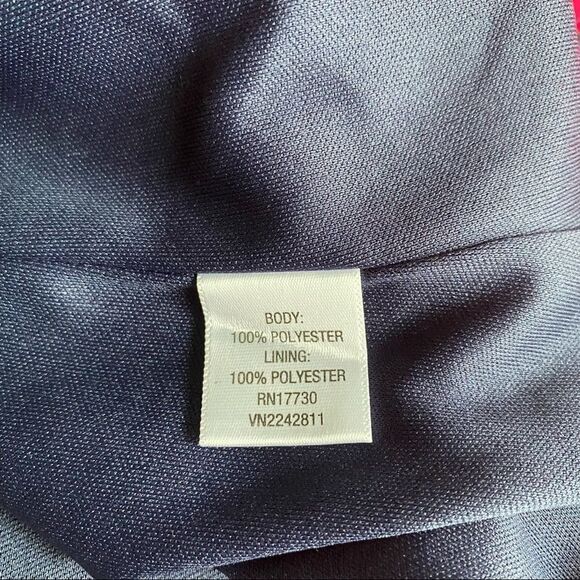 BODY:
100% POLYESTER
LINING:
100% POLYESTER
RN17730
VN2242811